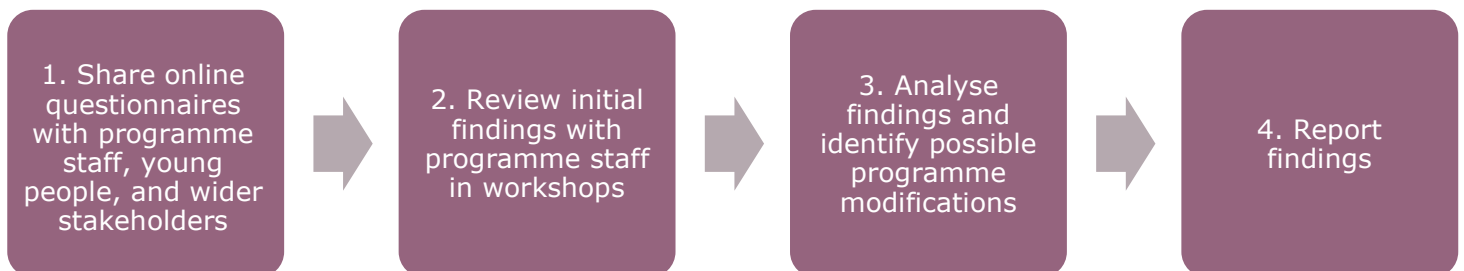 1. Share online
questionnaires
with programme
staff, young
people, and wider
stakeholders
2. Review initial
findings with
programme staff
in workshops
3. Analyse
findings and
identify possible
programme
modifications
4. Report
findings